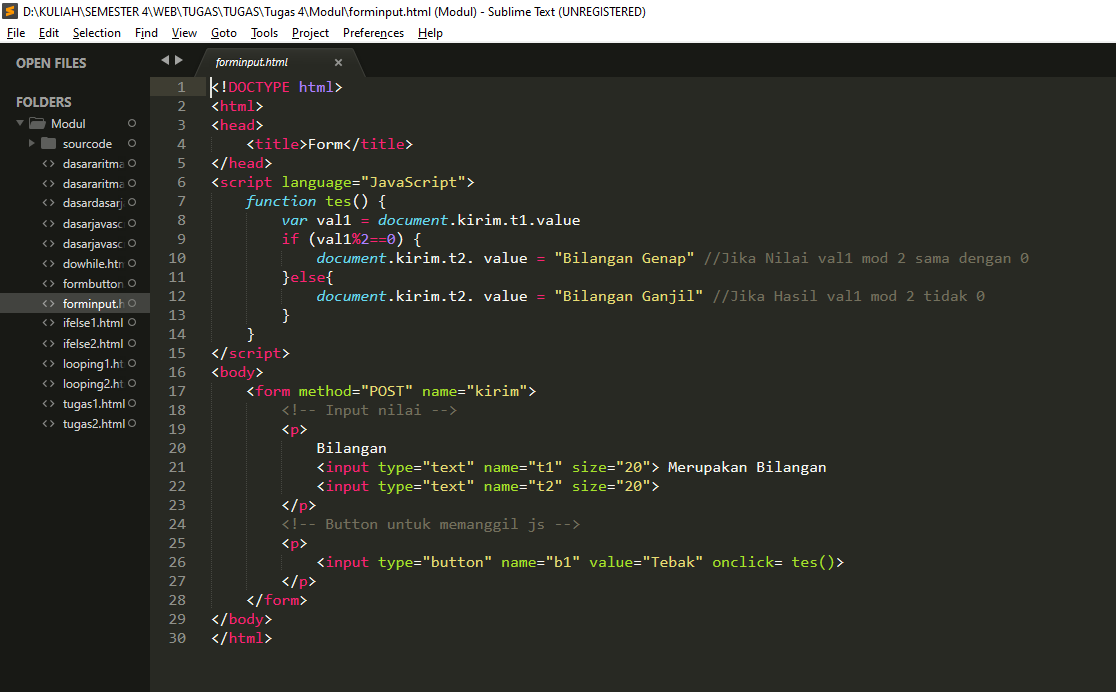 D:\KULIAH\SEMESTER 4\WEB\TUGAS\TUGAS\Tugas 4\Modul\forminput.html (Modul) - Sublime Text (UNREGISTERED)
File Edit Selection Find View Goto Tools Project Preferences Help
OPEN FILES
FOLDERS
Modul
sourcode
dasararitma
dasararitma
dasardasarj
dasarjavasc
dasarjavasc
dowhile.htm
formbutton
forminput.h
ifelse1.html
ifelse2.html
looping1.ht
looping2.ht
tugas1.html
tugas2.html
forminput.html
1 <!DOCTYPE html>
2 <html>
3 <head>
4     <title>Form</title>
5 </head>
6 <script language="JavaScript">
7     function tes() {
8         var val1 = document.kirim.t1.value
9         if (val1%2==0) {
10             document.kirim.t2. value = "Bilangan Genap" //Jika Nilai val1 mod 2 sama dengan 0
11         }else{
12             document.kirim.t2. value = "Bilangan Ganjil" //Jika Hasil val1 mod 2 tidak 0
13         }
14     }
15 </script>
16 <body>
17     <form method="POST" name="kirim">
18         <!-- Input nilai -->
19         <p>
20             Bilangan
21             <input type="text" name="t1" size="20"> Merupakan Bilangan
22             <input type="text" name="t2" size="20">
23         </p>
24         <!-- Button untuk memanggil js -->
25         <p>
26             <input type="button" name="b1" value="Tebak" onclick= tes()>
27         </p>
28     </form>
29 </body>
30 </html>